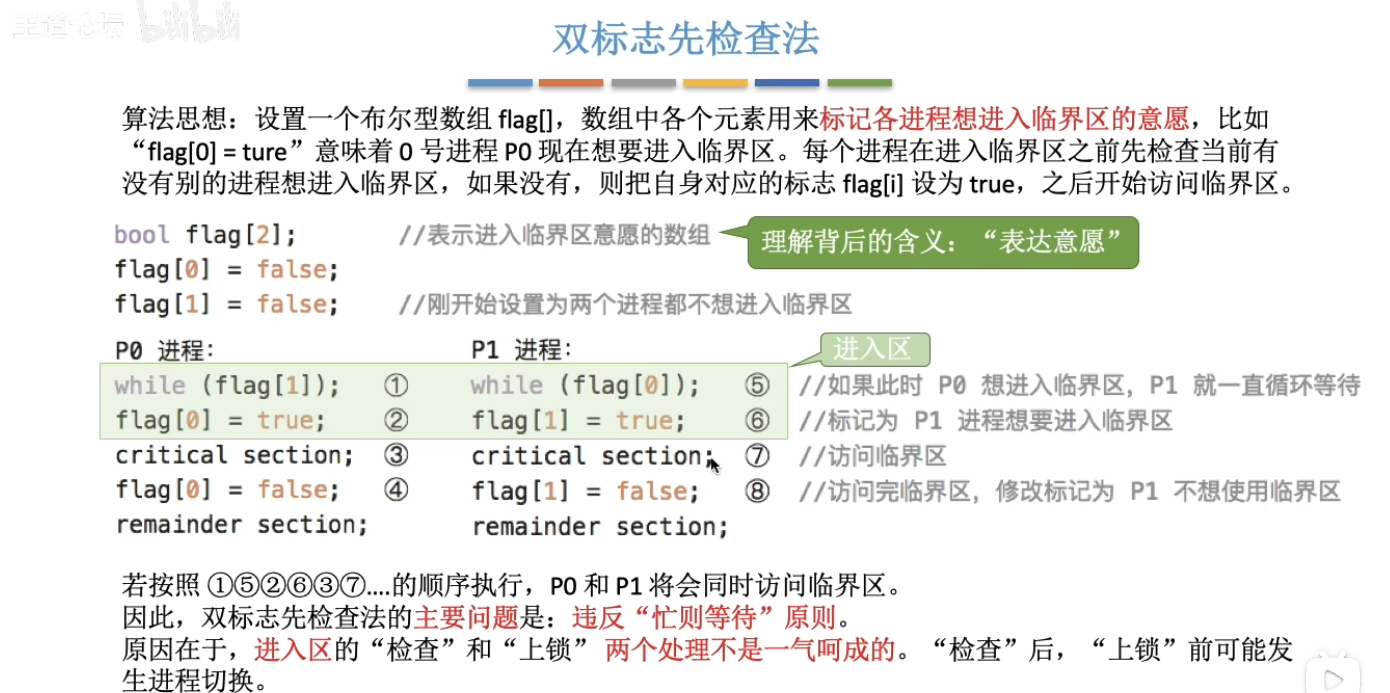 王道论坛 bilibili
双标志先检查法
算法思想：设置一个布尔型数组 flag[]，数组中各个元素用来标记各进程想进入临界区的意愿，比如
“flag[0] = ture”意味着 0 号进程 P0 现在想要进入临界区。每个进程在进入临界区之前先检查当前有
没有别的进程想进入临界区，如果没有，则把自身对应的标志 flag[i] 设为 true，之后开始访问临界区。
bool flag[2]; //表示进入临界区意愿的数组 理解背后的含义：“表达意愿”
flag[0] = false;
flag[1] = false; //刚开始设置为两个进程都不想进入临界区
P0 进程： P1 进程： 进入区
while (flag[1]); ① while (flag[0]); ⑤ //如果此时 P0 想进入临界区，P1 就一直循环等待
flag[0] = true; ② flag[1] = true; ⑥ //标记为 P1 进程想要进入临界区
critical section; ③ critical section; ⑦ //访问临界区
flag[0] = false; ④ flag[1] = false; ⑧ //访问完临界区，修改标记为 P1 不想使用临界区
remainder section; remainder section;
若按照 ①⑤②⑥③⑦....的顺序执行，P0 和 P1 将会同时访问临界区。
因此，双标志先检查法的主要问题是：违反“忙则等待”原则。
原因在于，进入区的“检查”和“上锁” 两个处理不是一气呵成的。“检查”后，“上锁”前可能发
生进程切换。